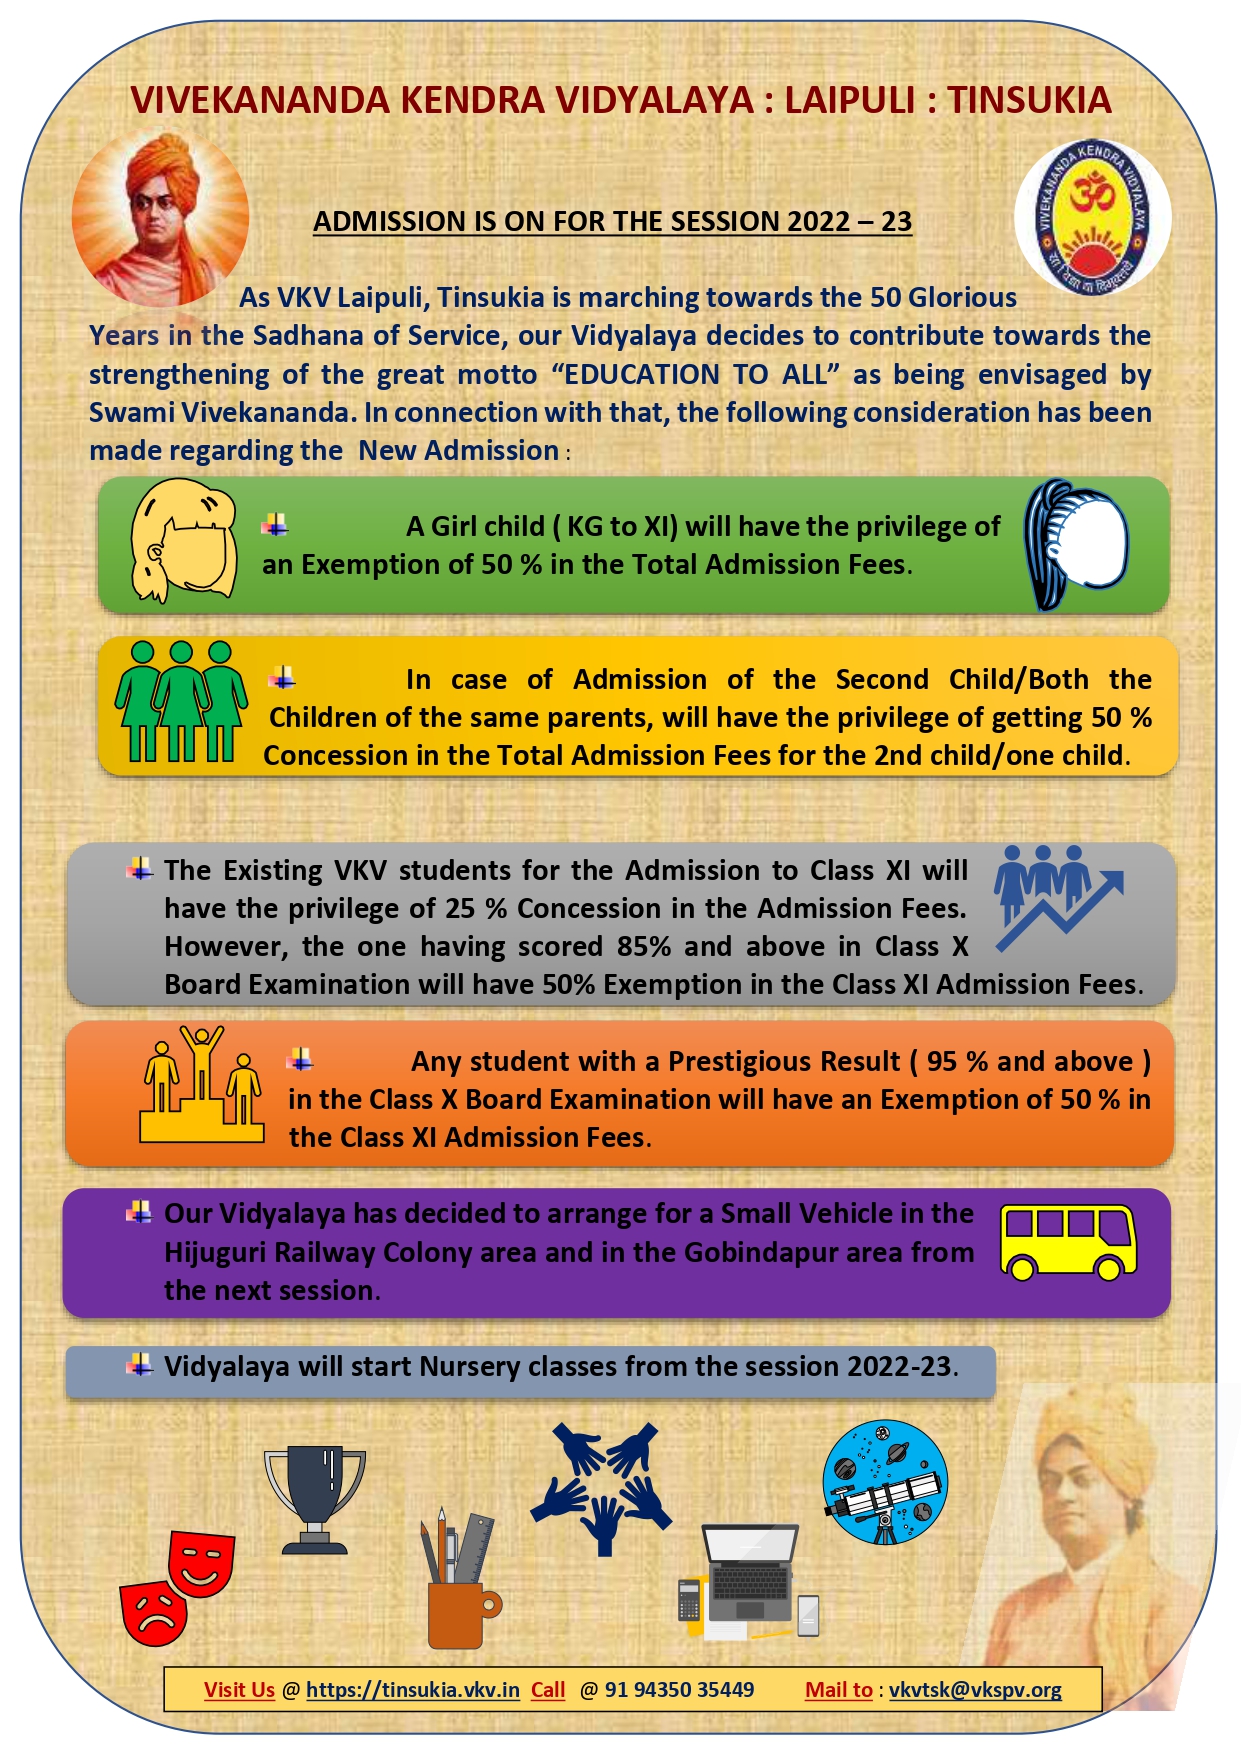 VIVEKANANDA KENDRA VIDYALAYA : LAIPULI : TINSUKIA
VIVEKANANDA KENDRA VIDYALAYA
ॐ
सा विद्या या विमुक्तये
ADMISSION IS ON FOR THE SESSION 2022 – 23
As VKV Laipuli, Tinsukia is marching towards the 50 Glorious
Years in the Sadhana of Service, our Vidyalaya decides to contribute towards the
strengthening of the great motto “EDUCATION TO ALL” as being envisaged by
Swami Vivekananda. In connection with that, the following consideration has been
made regarding the New Admission :
A Girl child ( KG to XI) will have the privilege of
an Exemption of 50 % in the Total Admission Fees.
In case of Admission of the Second Child/Both the
Children of the same parents, will have the privilege of getting 50 %
Concession in the Total Admission Fees for the 2nd child/one child.
The Existing VKV students for the Admission to Class XI will
have the privilege of 25 % Concession in the Admission Fees.
However, the one having scored 85% and above in Class X
Board Examination will have 50% Exemption in the Class XI Admission Fees.
Any student with a Prestigious Result ( 95 % and above )
in the Class X Board Examination will have an Exemption of 50 % in
the Class XI Admission Fees.
Our Vidyalaya has decided to arrange for a Small Vehicle in the
Hijuguri Railway Colony area and in the Gobindapur area from
the next session.
Vidyalaya will start Nursery classes from the session 2022-23.
Visit Us @ https://tinsukia.vkv.in Call @ 91 94350 35449 Mail to : vkvtsk@vkspv.org